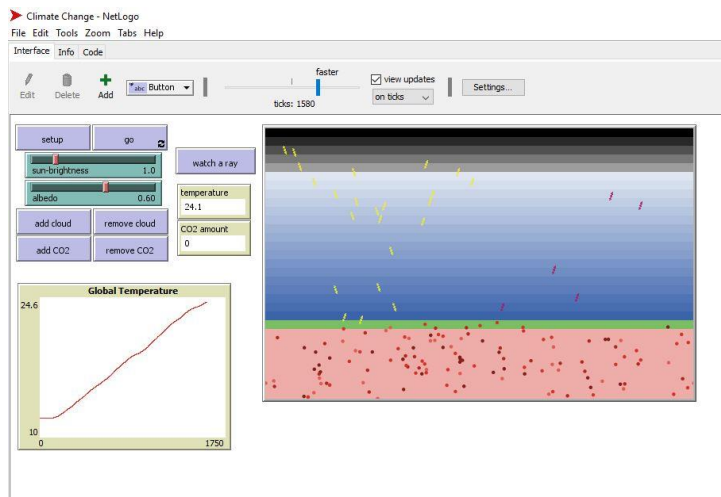 Climate Change - NetLogo
File Edit Tools Zoom Tabs Help
Interface Info Code
Edit Delete Add abc Button faster ticks: 1580 view updates on ticks Settings...
setup go
sun-brightness 1.0
watch a ray
albedo 0.60
temperature
24.1
add cloud remove cloud
CO2 amount
0
add CO2 remove CO2
Global Temperature
24.6
10
0 1750